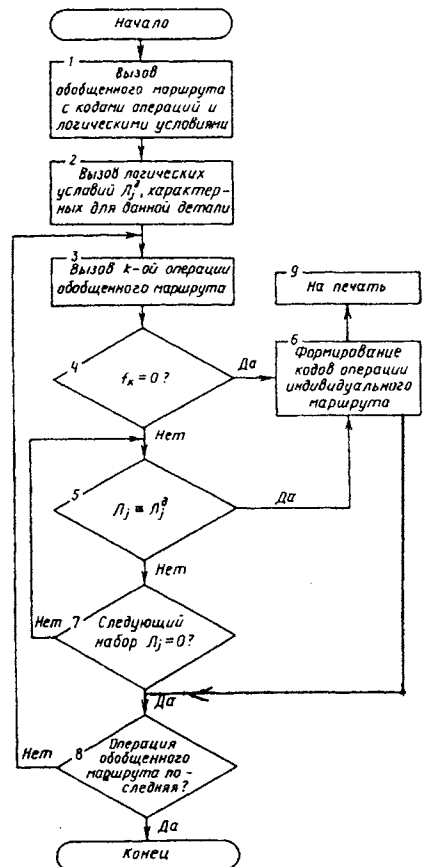 Начало
1
Вызов
обобщенного маршрута
с кодами операций и
логическими условиями
2
Вызов логических
условий Лjд, характер-
ных для данной детали
3
Вызов k-ой операции
обобщенного маршрута
9
На печать
4
fк = 0 ?
Да
6
Формирование
кодов операции
индивидуального
маршрута
Нет
5
Лj = Лjд
Да
Нет
Нет
7
Следующий
набор Лj = 0?
Да
Нет
8
Операция
обобщенного
маршрута по-
следняя?
Да
Конец